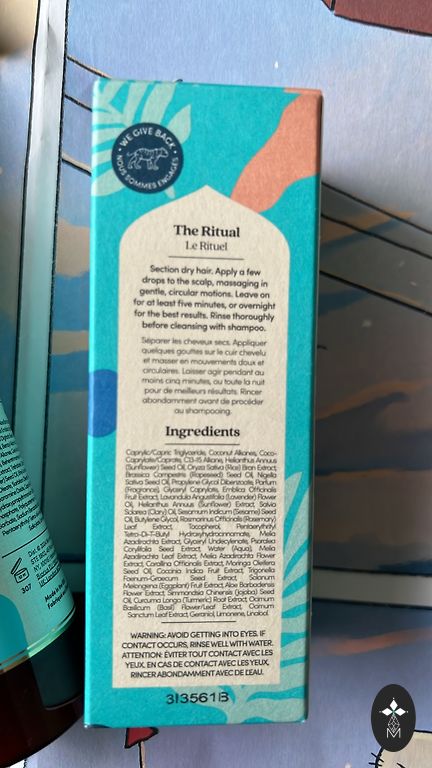 WE GIVE BACK
NOUS SOMMES ENGAGÉS
The Ritual
Le Rituel
Section dry hair. Apply a few
drops to the scalp, massaging in
gentle, circular motions. Leave on
for at least five minutes, or overnight
for the best results. Rinse thoroughly
before cleansing with shampoo.
Séparer les cheveux secs. Appliquer
quelques gouttes sur le cuir chevelu
et masser en mouvements doux et
circulaires. Laisser agir pendant au
moins cinq minutes, ou toute la nuit
pour de meilleurs résultats. Rincer
abondamment avant de procéder
au shampooing.
Ingredients
Caprylic/Capric Triglyceride, Coconut Alkanes, Coco-
Caprylate/Caprate, C13-15 Alkane, Helianthus Annuus
(Sunflower) Seed Oil, Oryza Sativa (Rice) Bran Extract,
Brassica Campestris (Rapeseed) Seed Oil, Nigella
Sativa Seed Oil, Propylene Glycol Dibenzoate, Parfum
(Fragrance), Glyceryl Caprylate, Emblica Officinalis
Fruit Extract, Lavandula Angustifolia (Lavender) Flower
Oil, Helianthus Annuus (Sunflower) Extract, Salvia
Sclarea (Clary) Oil, Sesamum Indicum (Sesame) Seed
Oil, Butylene Glycol, Rosmarinus Officinalis (Rosemary)
Leaf Extract, Tocopherol, Pentaerythrityl
Tetra-Di-T-Butyl Hydroxyhydrocinnamate, Melia
Azadirachta Extract, Glyceryl Undecylenate, Psoralea
Corylifolia Seed Extract, Water (Aqua), Melia
Azadirachta Leaf Extract, Melia Azadirachta Flower
Extract, Corallina Officinalis Extract, Moringa Oleifera
Seed Oil, Coccinia Indica Fruit Extract, Trigonella
Foenum-Graecum Seed Extract, Solanum
Melongena (Eggplant) Fruit Extract, Aloe Barbadensis
Flower Extract, Simmondsia Chinensis (Jojoba) Seed
Oil, Curcuma Longa (Turmeric) Root Extract, Ocimum
Basilicum (Basil) Flower/Leaf Extract, Ocimum
Sanctum Leaf Extract, Geraniol, Limonene, Linalool.
WARNING: AVOID GETTING INTO EYES. IF
CONTACT OCCURS, RINSE WELL WITH WATER.
ATTENTION: ÉVITER TOUT CONTACT AVEC LES
YEUX. EN CAS DE CONTACT AVEC LES YEUX,
RINCER ABONDAMMENT AVEC DE L'EAU.
3135613